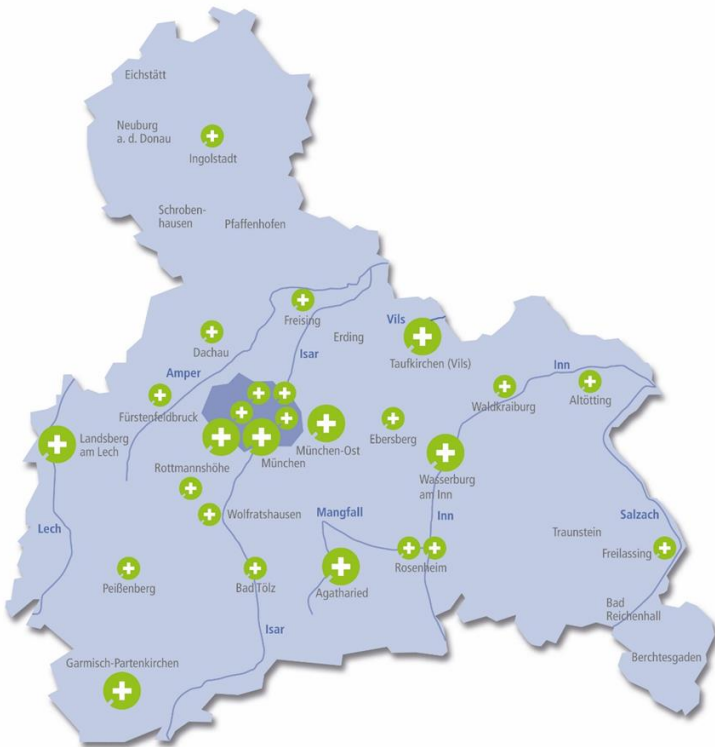 Eichstätt
Neuburg
a. d. Donau
Ingolstadt
Schroben-
hausen
Pfaffenhofen
Freising
Erding
Vils
Dachau
Isar
Taufkirchen (Vils)
Amper
Inn
Fürstenfeldbruck
Waldkraiburg
Altötting
Landsberg
am Lech
Ebersberg
München-Ost
München
Rottmannshöhe
Wasserburg
am Inn
Wolfratshausen
Mangfall
Inn
Salzach
Lech
Traunstein
Freilassing
Rosenheim
Peißenberg
Bad Tölz
Agatharied
Bad
Reichenhall
Isar
Berchtesgaden
Garmisch-Partenkirchen